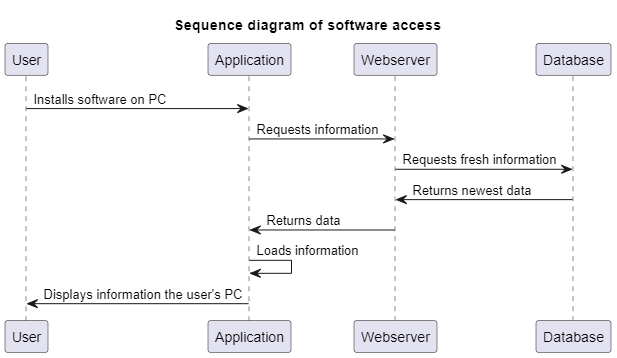 Sequence diagram of software access
User Application Webserver Database
Installs software on PC
Requests information
Requests fresh information
Returns newest data
Returns data
Loads information
Displays information the user's PC
User Application Webserver Database